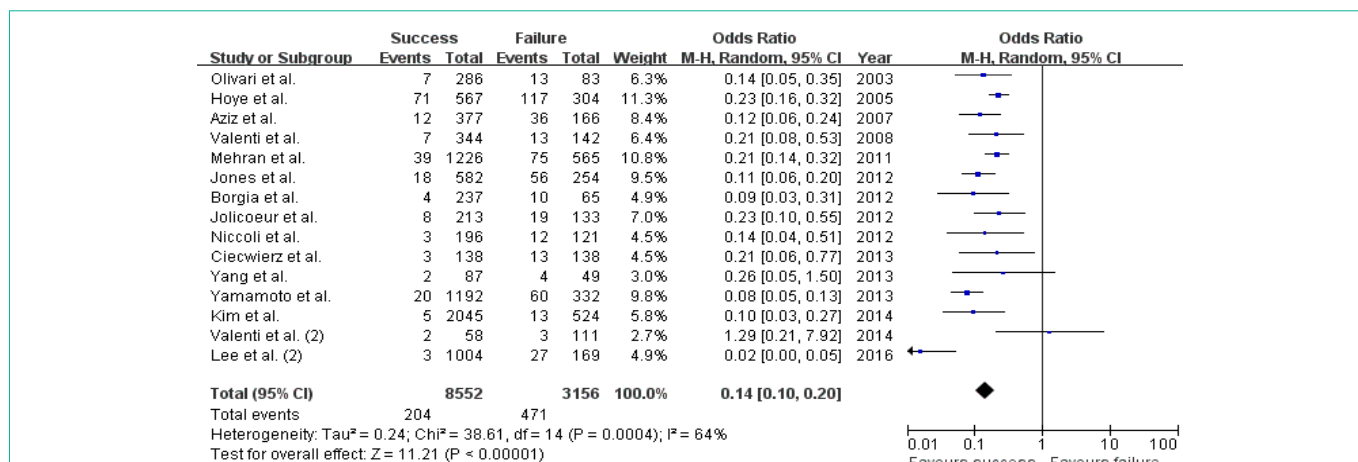 Success Failure Odds Ratio Odds Ratio
Study or Subgroup Events Total Events Total Weight M-H, Random, 95% CI Year M-H, Random, 95% CI
Olivari et al. 7 286 13 83 6.3% 0.14 [0.05, 0.35] 2003
Hoye et al. 71 567 117 304 11.3% 0.23 [0.16, 0.32] 2005
Aziz et al. 12 377 36 166 8.4% 0.12 [0.06, 0.24] 2007
Valenti et al. 7 344 13 142 6.4% 0.21 [0.08, 0.53] 2008
Mehran et al. 39 1226 75 565 10.8% 0.21 [0.14, 0.32] 2011
Jones et al. 18 582 56 254 9.5% 0.11 [0.06, 0.20] 2012
Borgia et al. 4 237 10 65 4.9% 0.09 [0.03, 0.31] 2012
Jolicoeur et al. 8 213 19 133 7.0% 0.23 [0.10, 0.55] 2012
Niccoli et al. 3 196 12 121 4.5% 0.14 [0.04, 0.51] 2012
Ciecwierz et al. 3 138 13 138 4.5% 0.21 [0.06, 0.77] 2013
Yang et al. 2 87 4 49 3.0% 0.26 [0.05, 1.50] 2013
Yamamoto et al. 20 1192 60 332 9.8% 0.08 [0.05, 0.13] 2013
Kim et al. 5 2045 13 524 5.8% 0.10 [0.03, 0.27] 2014
Valenti et al. (2) 2 58 3 111 2.7% 1.29 [0.21, 7.92] 2014
Lee et al. (2) 3 1004 27 169 4.9% 0.02 [0.00, 0.05] 2016
Total (95% CI) 8552 3156 100.0% 0.14 [0.10, 0.20]
Total events 204 471
Heterogeneity: Tau² = 0.24; Chi² = 38.61, df = 14 (P = 0.0004); I² = 64%
Test for overall effect: Z = 11.21 (P < 0.00001)
0.01 0.1 1 10 100
Favours success Favours failure